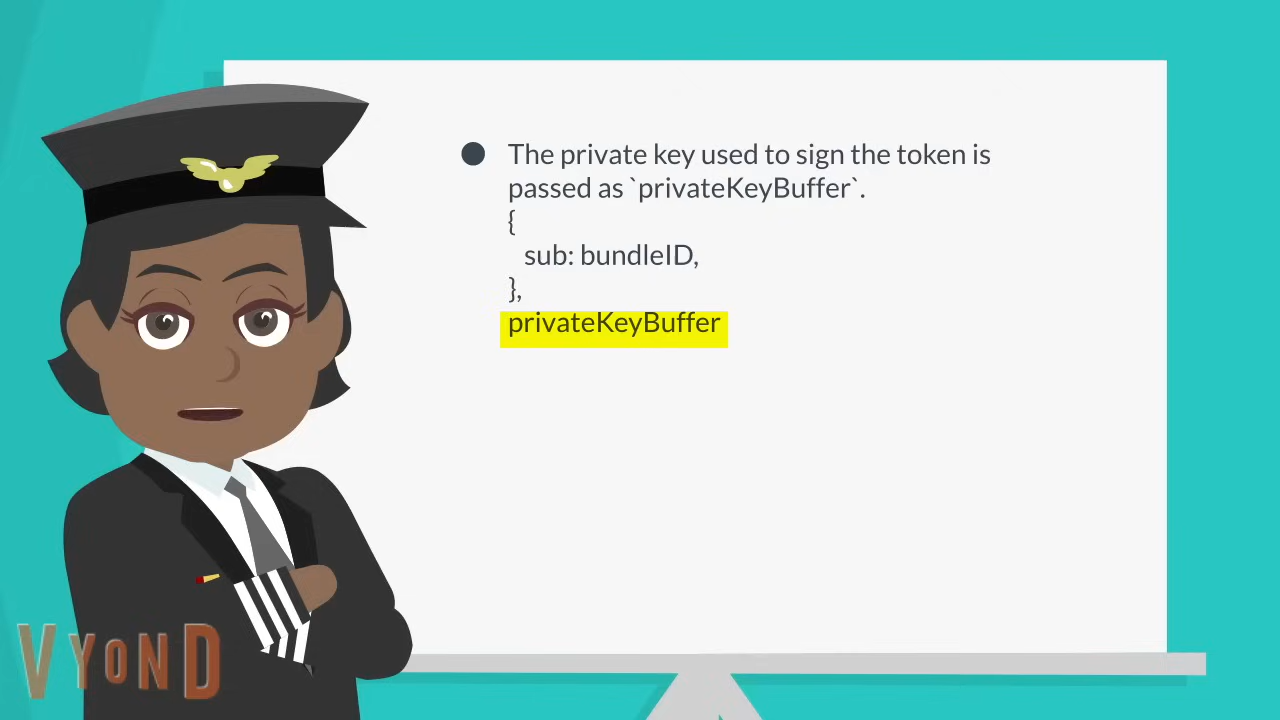 The private key used to sign the token is
passed as `privateKeyBuffer`.
{
sub: bundleID,
},
privateKeyBuffer
VYOND